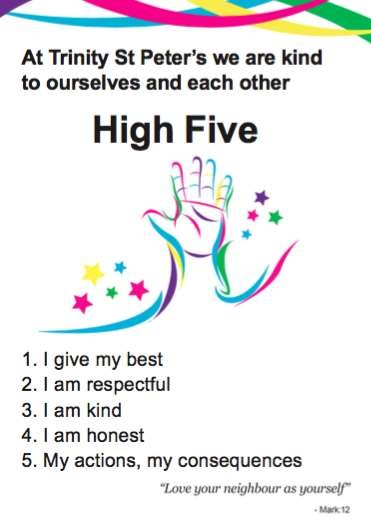 At Trinity St Peter's we are kind
to ourselves and each other
High Five
1. I give my best
2. I am respectful
3. I am kind
4. I am honest
5. My actions, my consequences
"Love your neighbour as yourself"
- Mark:12